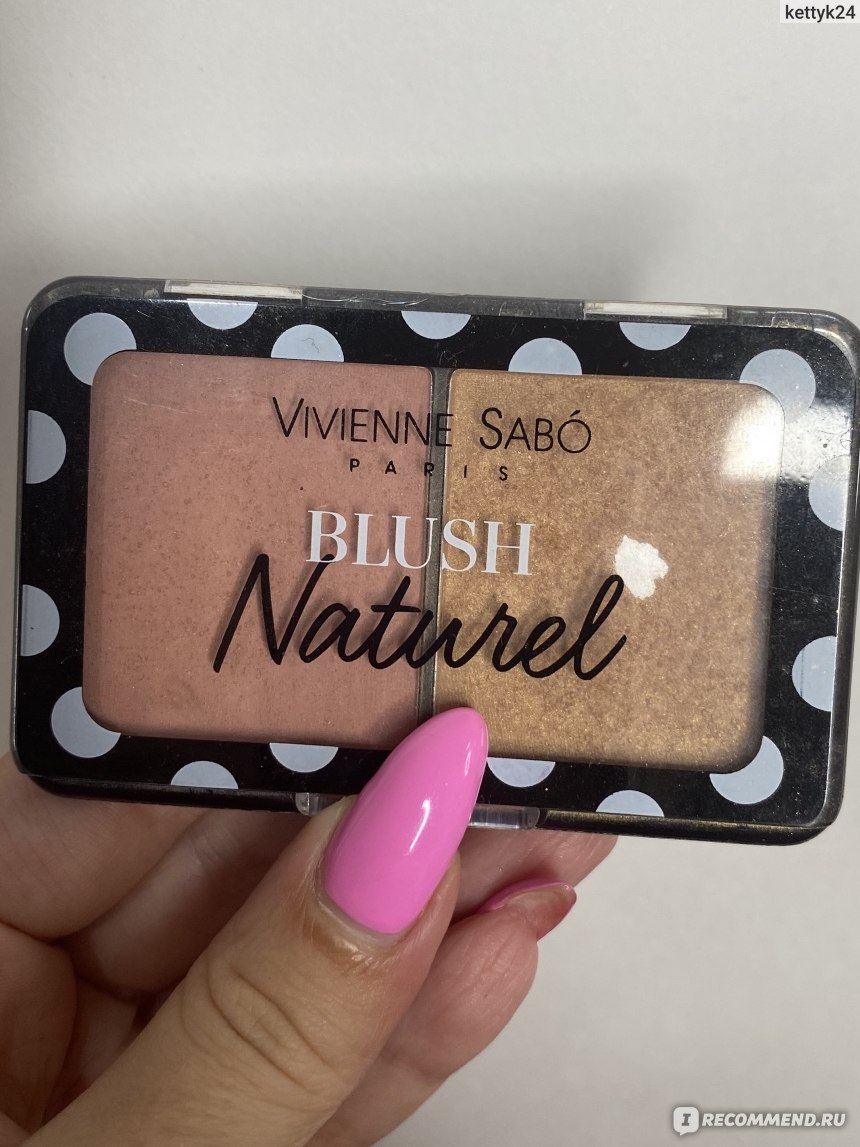 kettyk24
VIVIENNE SABÓ
PARIS
BLUSH
Naturel
I RECOMMEND.RU